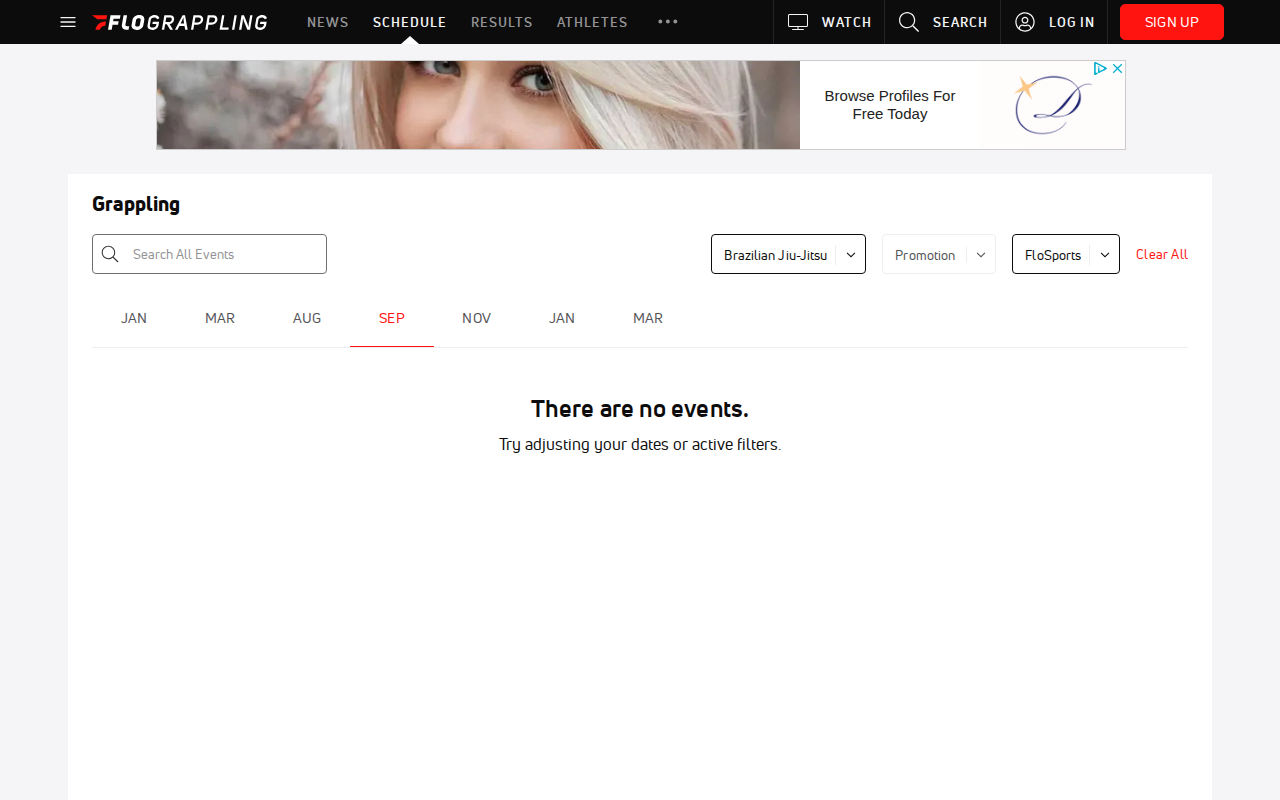 FLOGRAPPLING NEWS SCHEDULE RESULTS ATHLETES ••• WATCH SEARCH LOG IN SIGN UP
Browse Profiles For
Free Today
D
Grappling
Search All Events Brazilian Jiu-Jitsu Promotion FloSports Clear All
JAN MAR AUG SEP NOV JAN MAR
There are no events.
Try adjusting your dates or active filters.